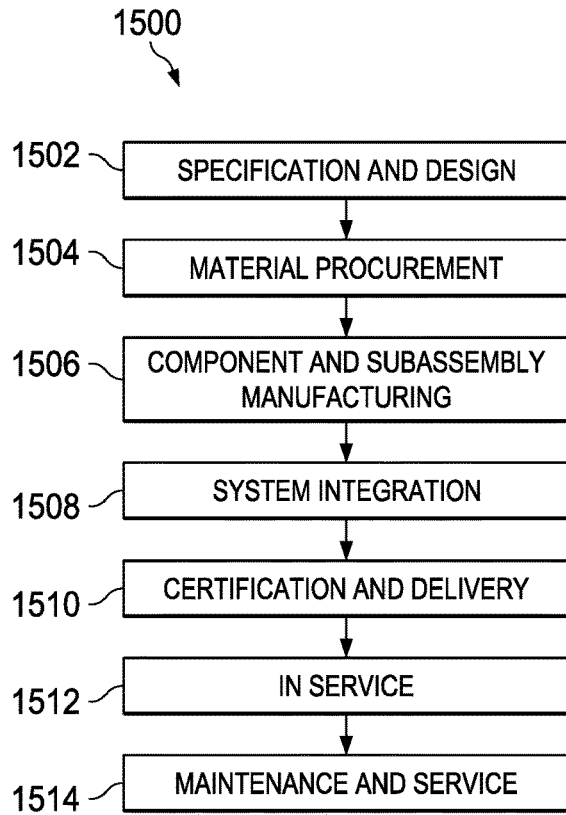 1500
1502 SPECIFICATION AND DESIGN
1504 MATERIAL PROCUREMENT
1506 COMPONENT AND SUBASSEMBLY
MANUFACTURING
1508 SYSTEM INTEGRATION
1510 CERTIFICATION AND DELIVERY
1512 IN SERVICE
1514 MAINTENANCE AND SERVICE